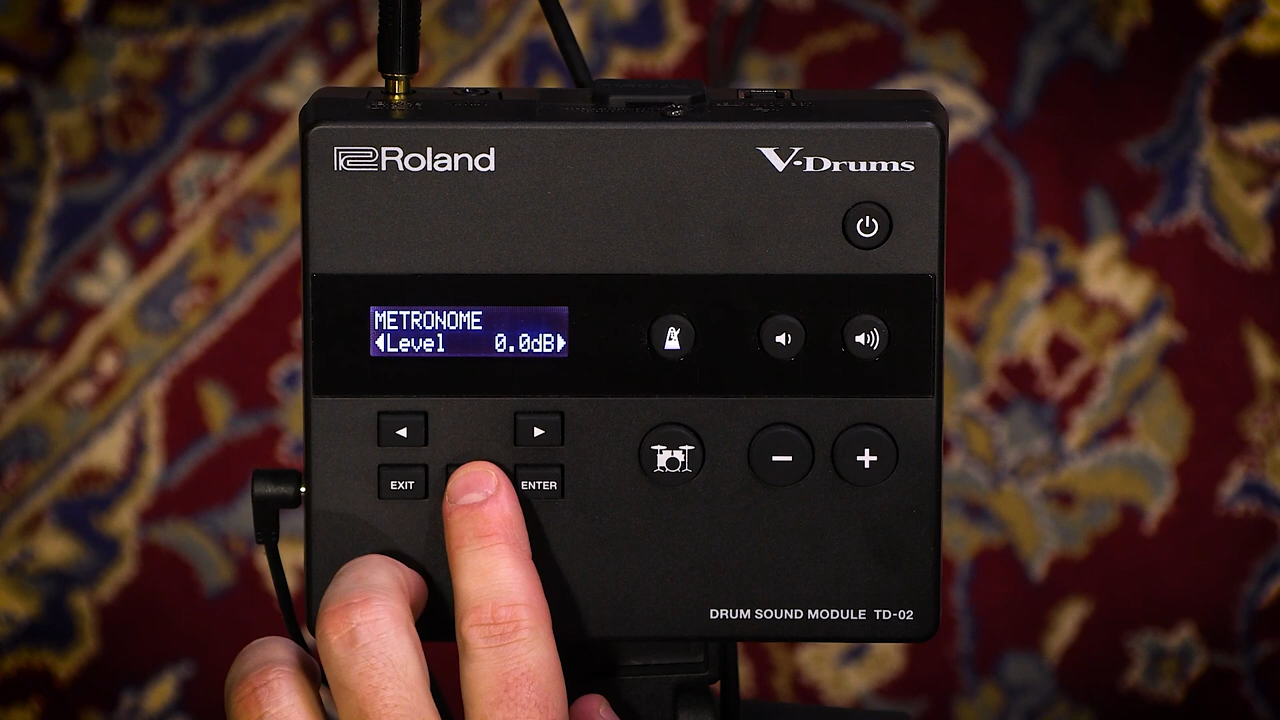 Roland
V-Drums
METRONOME
Level 0.0dB
EXIT
ENTER
DRUM SOUND MODULE TD-02